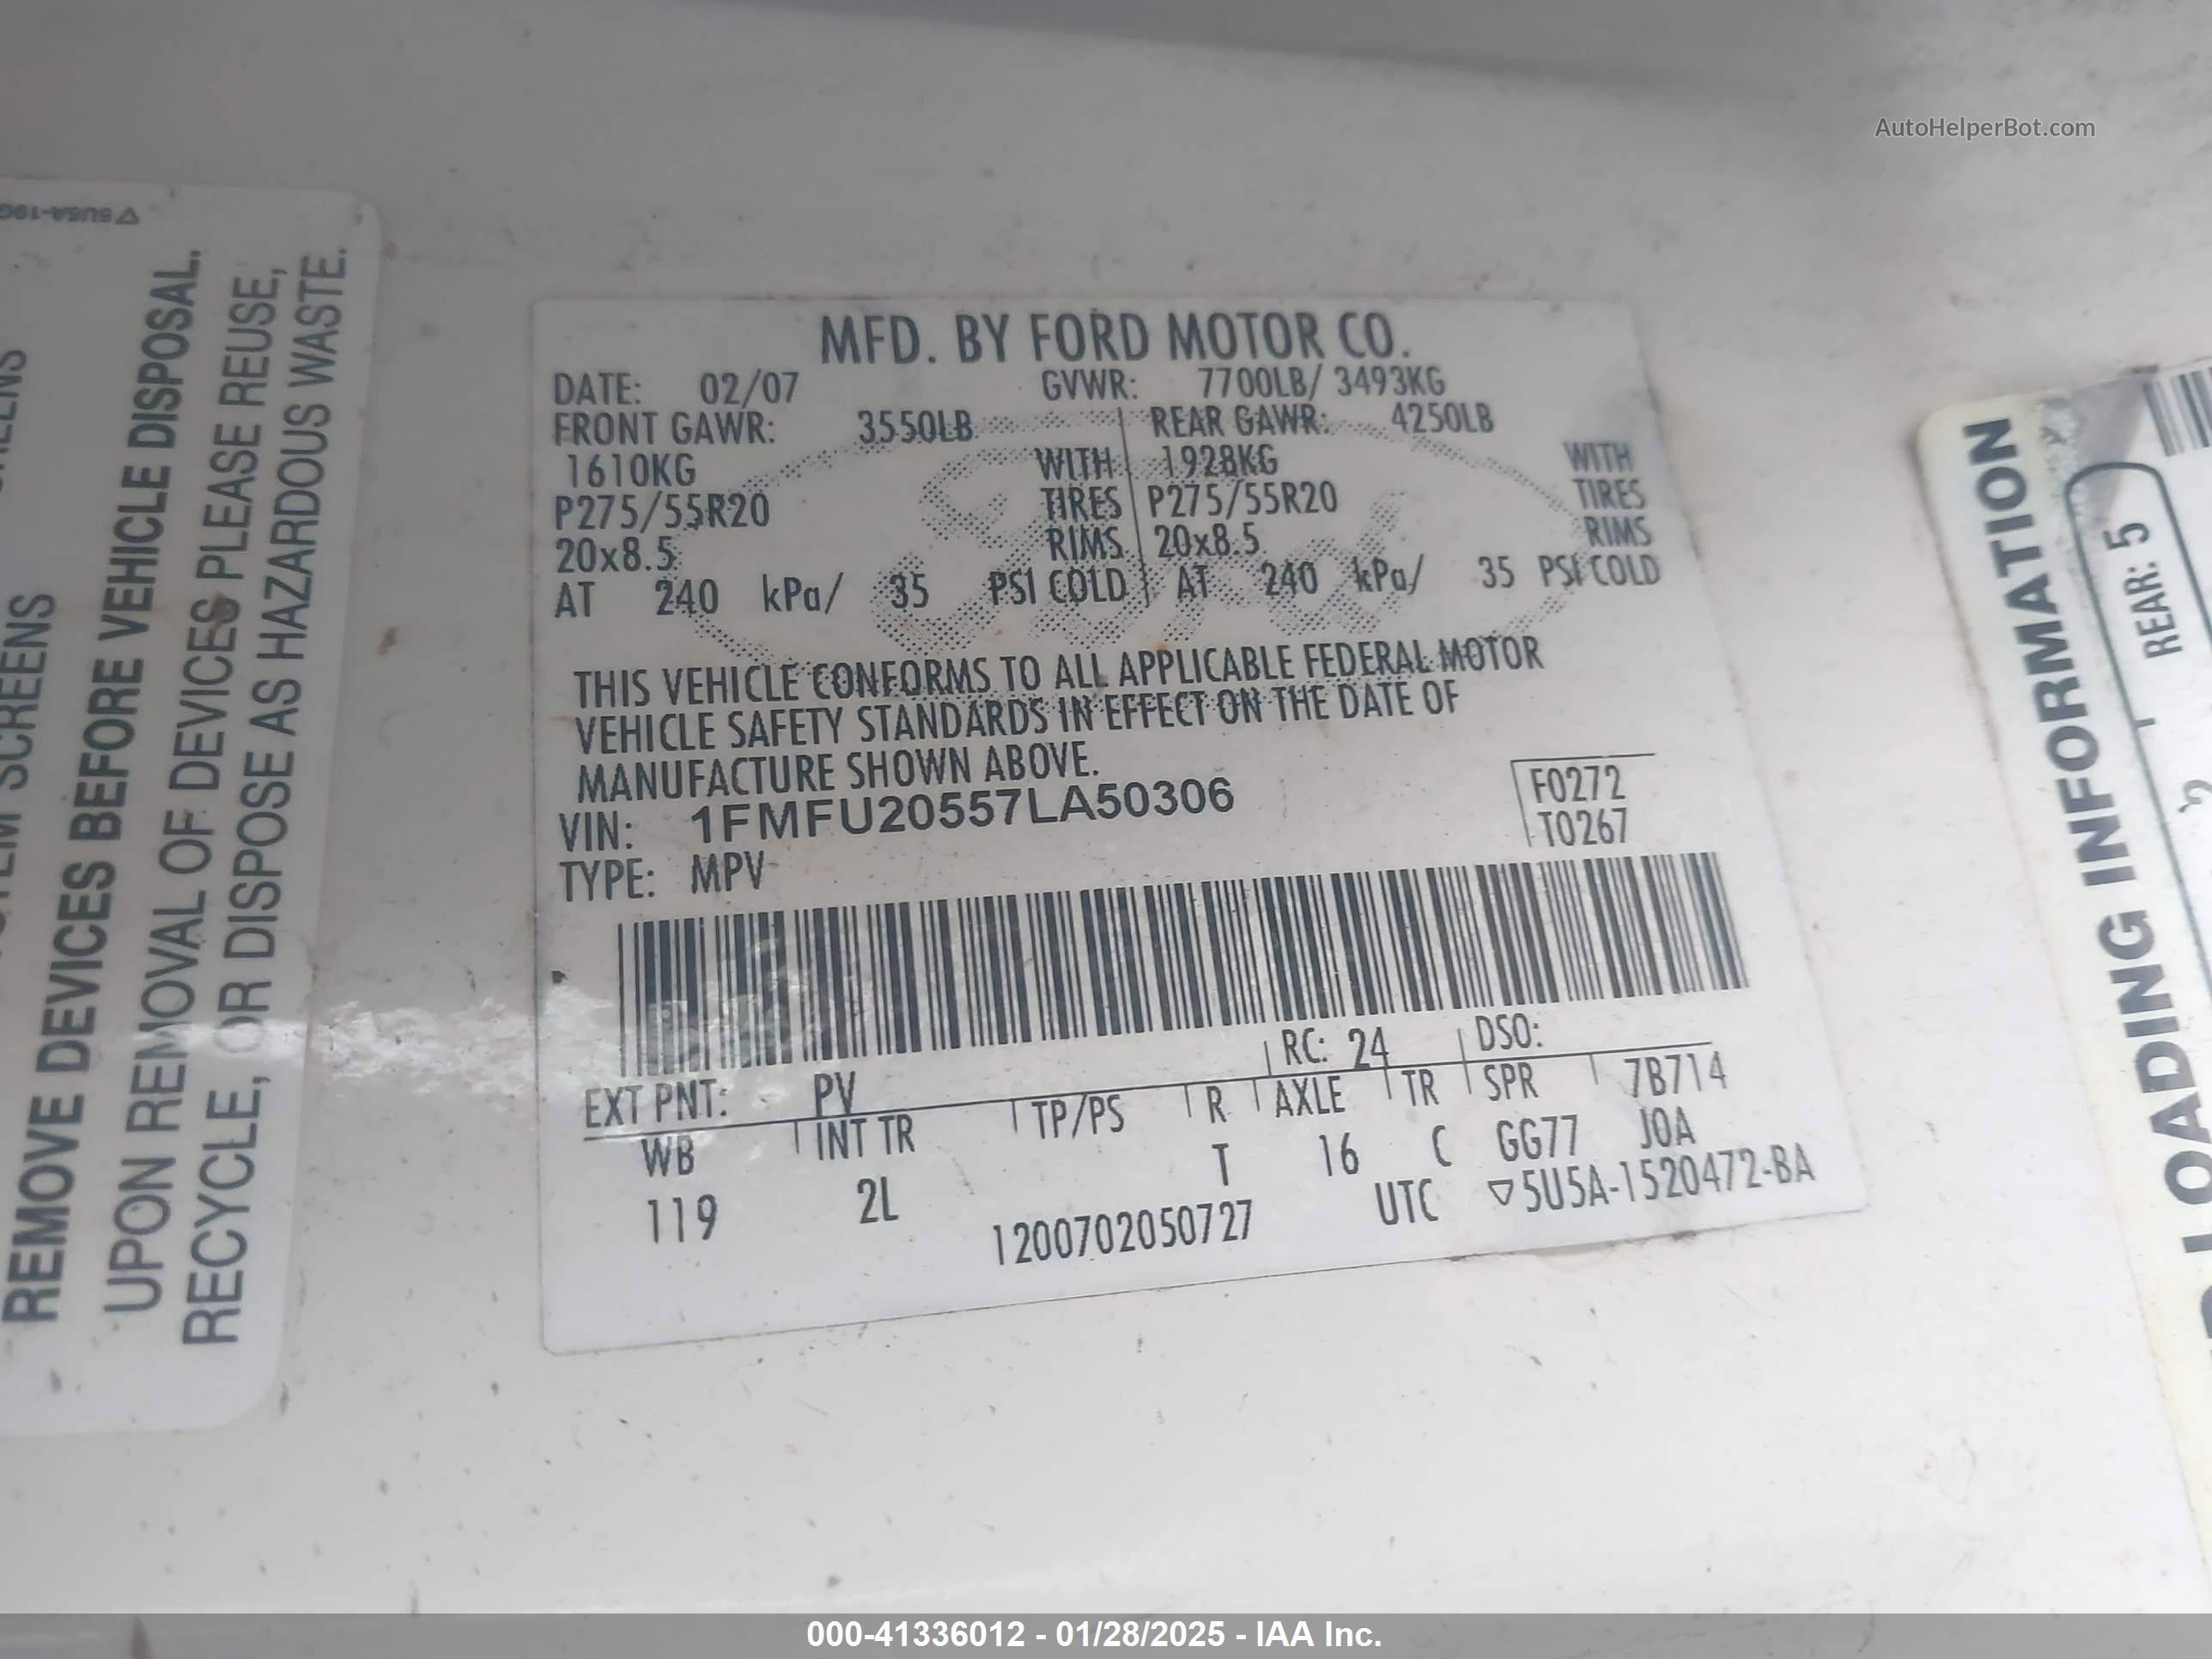 AutoHelperBot.com
REMOVE DEVICES BEFORE VEHICLE DISPOSAL.
UPON REMOVAL OF DEVICES PLEASE REUSE,
RECYCLE, OR DISPOSE AS HAZARDOUS WASTE.
MFD. BY FORD MOTOR CO.
DATE: 02/07 GVWR: 7700LB/ 3493KG
FRONT GAWR: 3550LB REAR GAWR: 4250LB
1610KG WITH 1928KG WITH
P275/55R20 TIRES P275/55R20 TIRES
20x8.5 RIMS 20x8.5 RIMS
AT 240 kPa/ 35 PSI COLD AT 240 kPa/ 35 PSI COLD
Ford
THIS VEHICLE CONFORMS TO ALL APPLICABLE FEDERAL MOTOR
VEHICLE SAFETY STANDARDS IN EFFECT ON THE DATE OF
MANUFACTURE SHOWN ABOVE.
VIN: 1FMFU20557LA50306
TYPE: MPV
F0272
T0267
EXT PNT: PV RC: 24 DSO:
WB INT TR TP/PS R AXLE TR SPR 7B714
119 2L T 16 C GG77 JOA
1200702050727 UTC ▽5U5A-1520472-BA
SCREENS
LOADING INFORMATION
REAR: 5
000-41336012 - 01/28/2025 - IAA Inc.